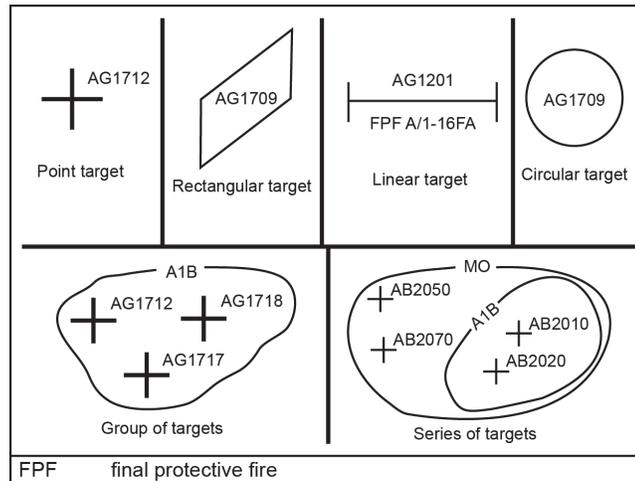 AG1712
Point target
AG1709
Rectangular target
AG1201
FPF A/1-16FA
Linear target
AG1709
Circular target
A1B
AG1712
AG1718
AG1717
Group of targets
MO
AB2050
A1B
AB2070
AB2010
AB2020
Series of targets
FPF final protective fire